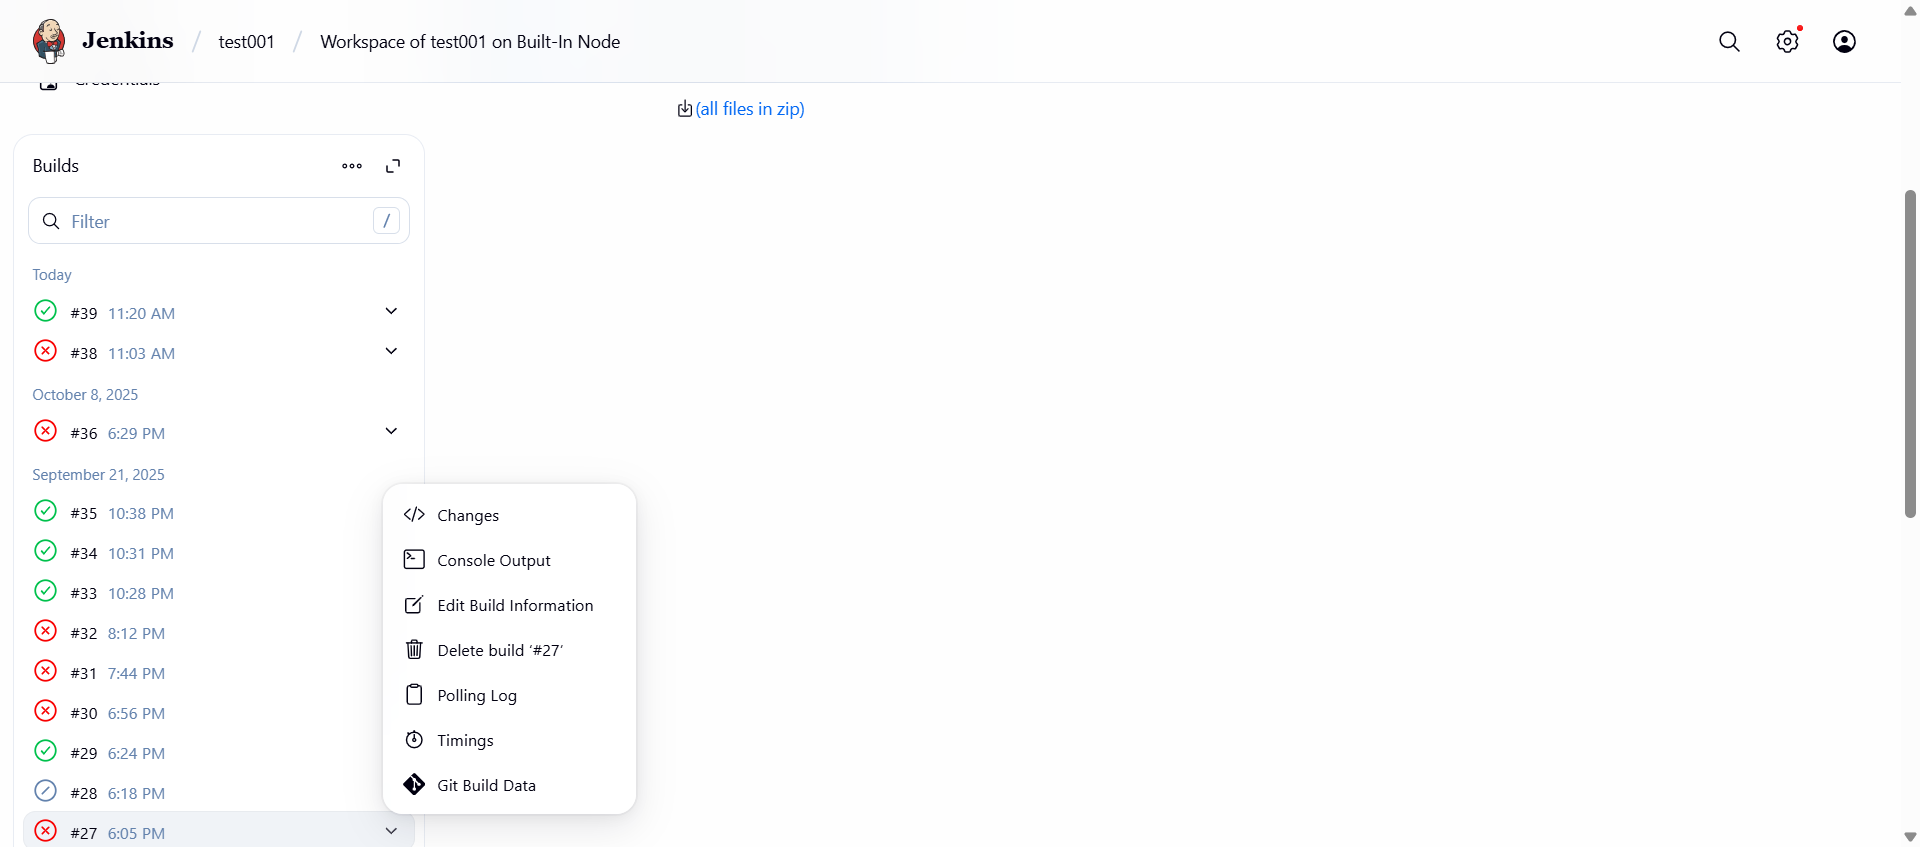 Jenkins / test001 / Workspace of test001 on Built-In Node
Credentials
(all files in zip)
Builds
Filter /
Today
#39 11:20 AM
#38 11:03 AM
October 8, 2025
#36 6:29 PM
September 21, 2025
#35 10:38 PM
#34 10:31 PM
#33 10:28 PM
#32 8:12 PM
#31 7:44 PM
#30 6:56 PM
#29 6:24 PM
#28 6:18 PM
#27 6:05 PM
Changes
Console Output
Edit Build Information
Delete build ‘#27’
Polling Log
Timings
Git Build Data